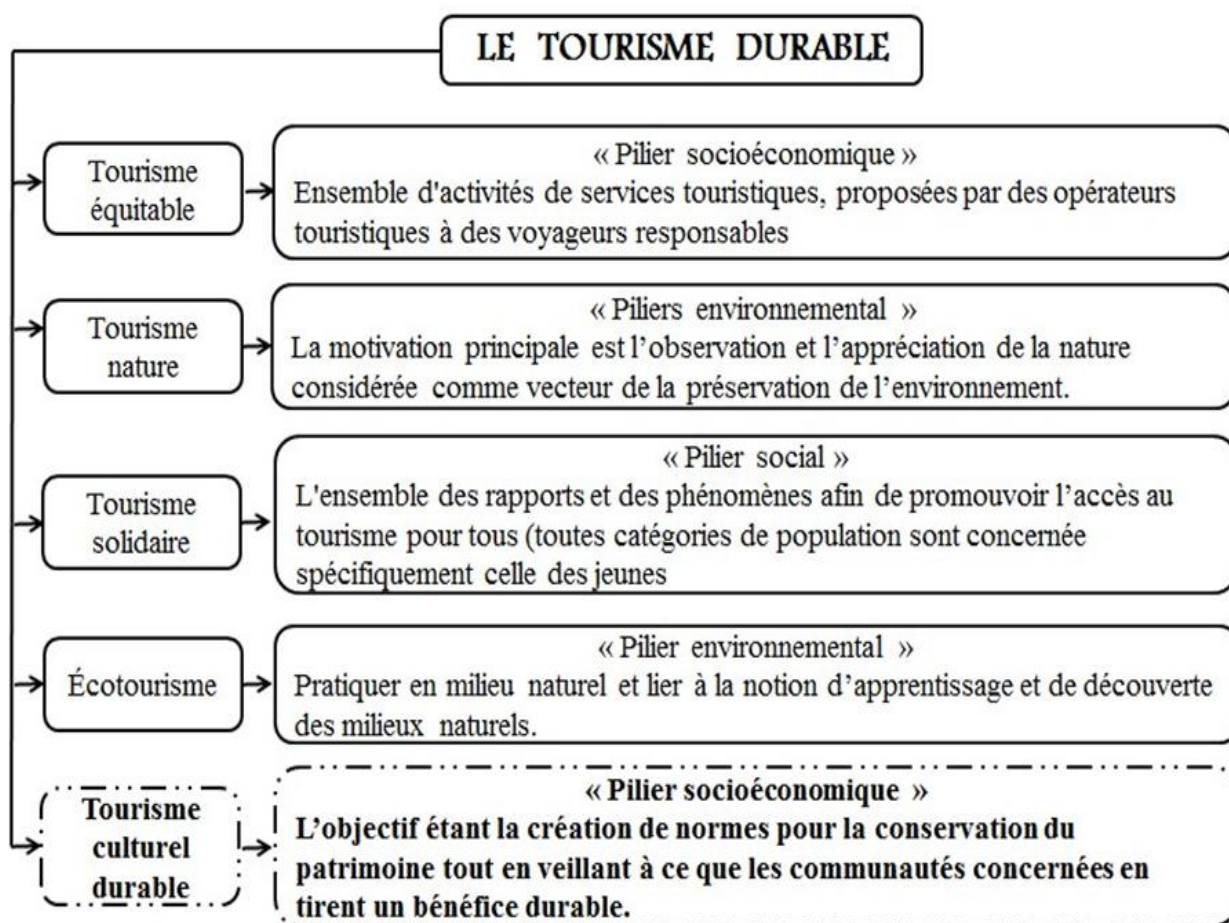 LE TOURISME DURABLE
Tourisme
équitable
« Pilier socioéconomique »
Ensemble d'activités de services touristiques, proposées par des opérateurs
touristiques à des voyageurs responsables
Tourisme
nature
« Piliers environnemental »
La motivation principale est l’observation et l’appréciation de la nature
considérée comme vecteur de la préservation de l’environnement.
Tourisme
solidaire
« Pilier social »
L'ensemble des rapports et des phénomènes afin de promouvoir l’accès au
tourisme pour tous (toutes catégories de population sont concernée
spécifiquement celle des jeunes
Écotourisme
« Pilier environnemental »
Pratiquer en milieu naturel et lier à la notion d’apprentissage et de découverte
des milieux naturels.
Tourisme
culturel
durable
« Pilier socioéconomique »
L’objectif étant la création de normes pour la conservation du
patrimoine tout en veillant à ce que les communautés concernées en
tirent un bénéfice durable.